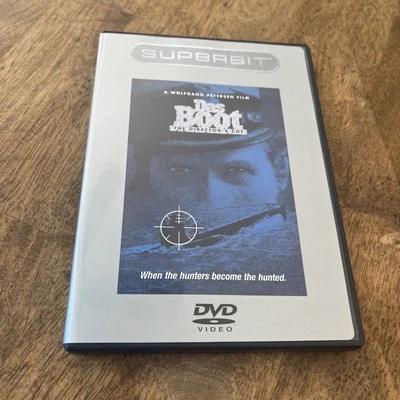 SUPERBIT
A WOLFGANG PETERSEN FILM
Das
Boot
THE DIRECTOR'S CUT
When the hunters become the hunted.
DVD
VIDEO